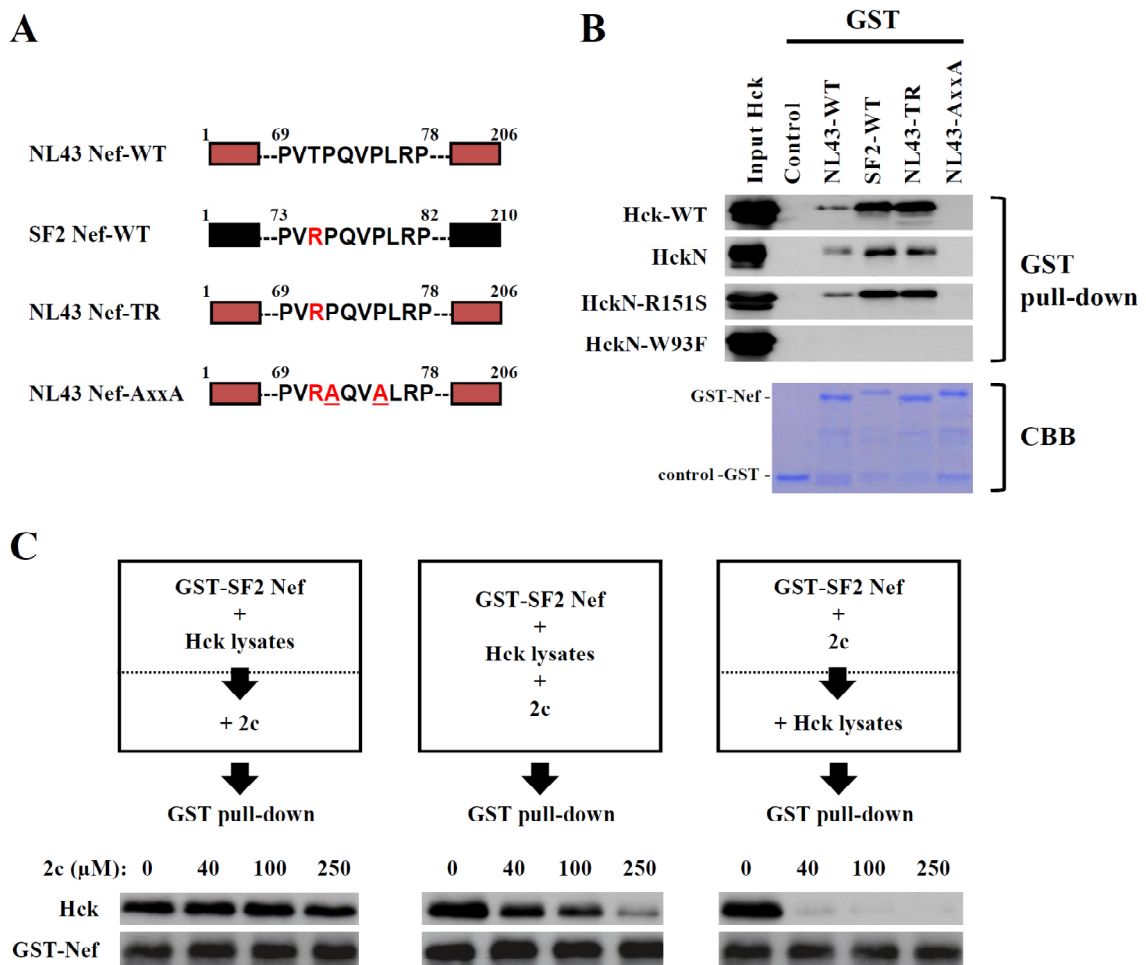 A
1 69 78 206
NL43 Nef-WT ---PVTPQVPLRP---
1 73 82 210
SF2 Nef-WT ---PVRPQVPLRP---
1 69 78 206
NL43 Nef-TR ---PVRPQVPLRP---
1 69 78 206
NL43 Nef-AxxA ---PVRAQVALRP---
B
GST
Input Hck
Control
NL43-WT
SF2-WT
NL43-TR
NL43-AxxA
Hck-WT
HckN
HckN-R151S
HckN-W93F
GST
pull-down
GST-Nef -
control -GST -
CBB
C
GST-SF2 Nef
+
Hck lysates
+ 2c
GST pull-down
GST-SF2 Nef
+
Hck lysates
+
2c
GST pull-down
GST-SF2 Nef
+
2c
+ Hck lysates
GST pull-down
2c (µM): 0 40 100 250 0 40 100 250 0 40 100 250
Hck
GST-Nef